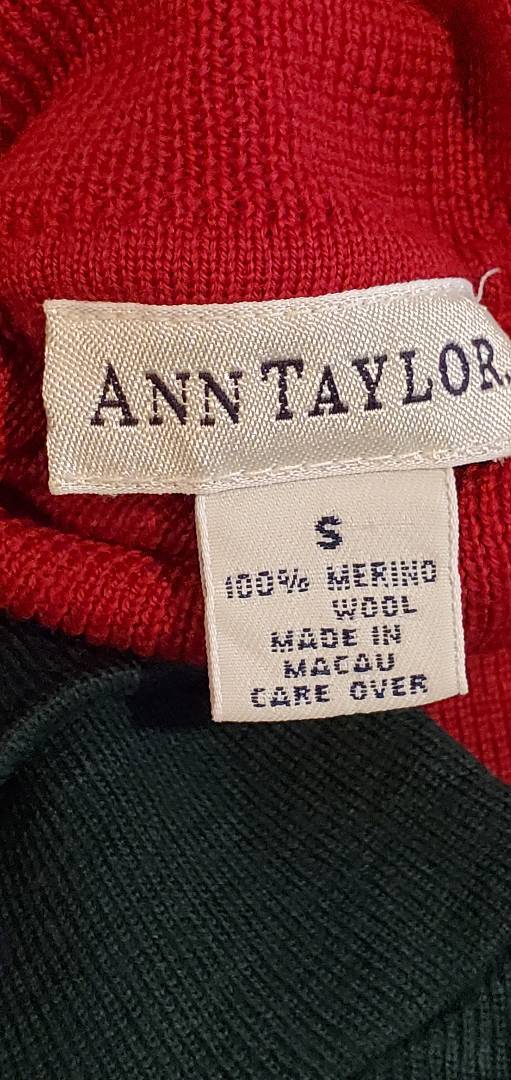 ANN TAYLOR.
S
100% MERINO
WOOL
MADE IN
MACAU
CARE OVER